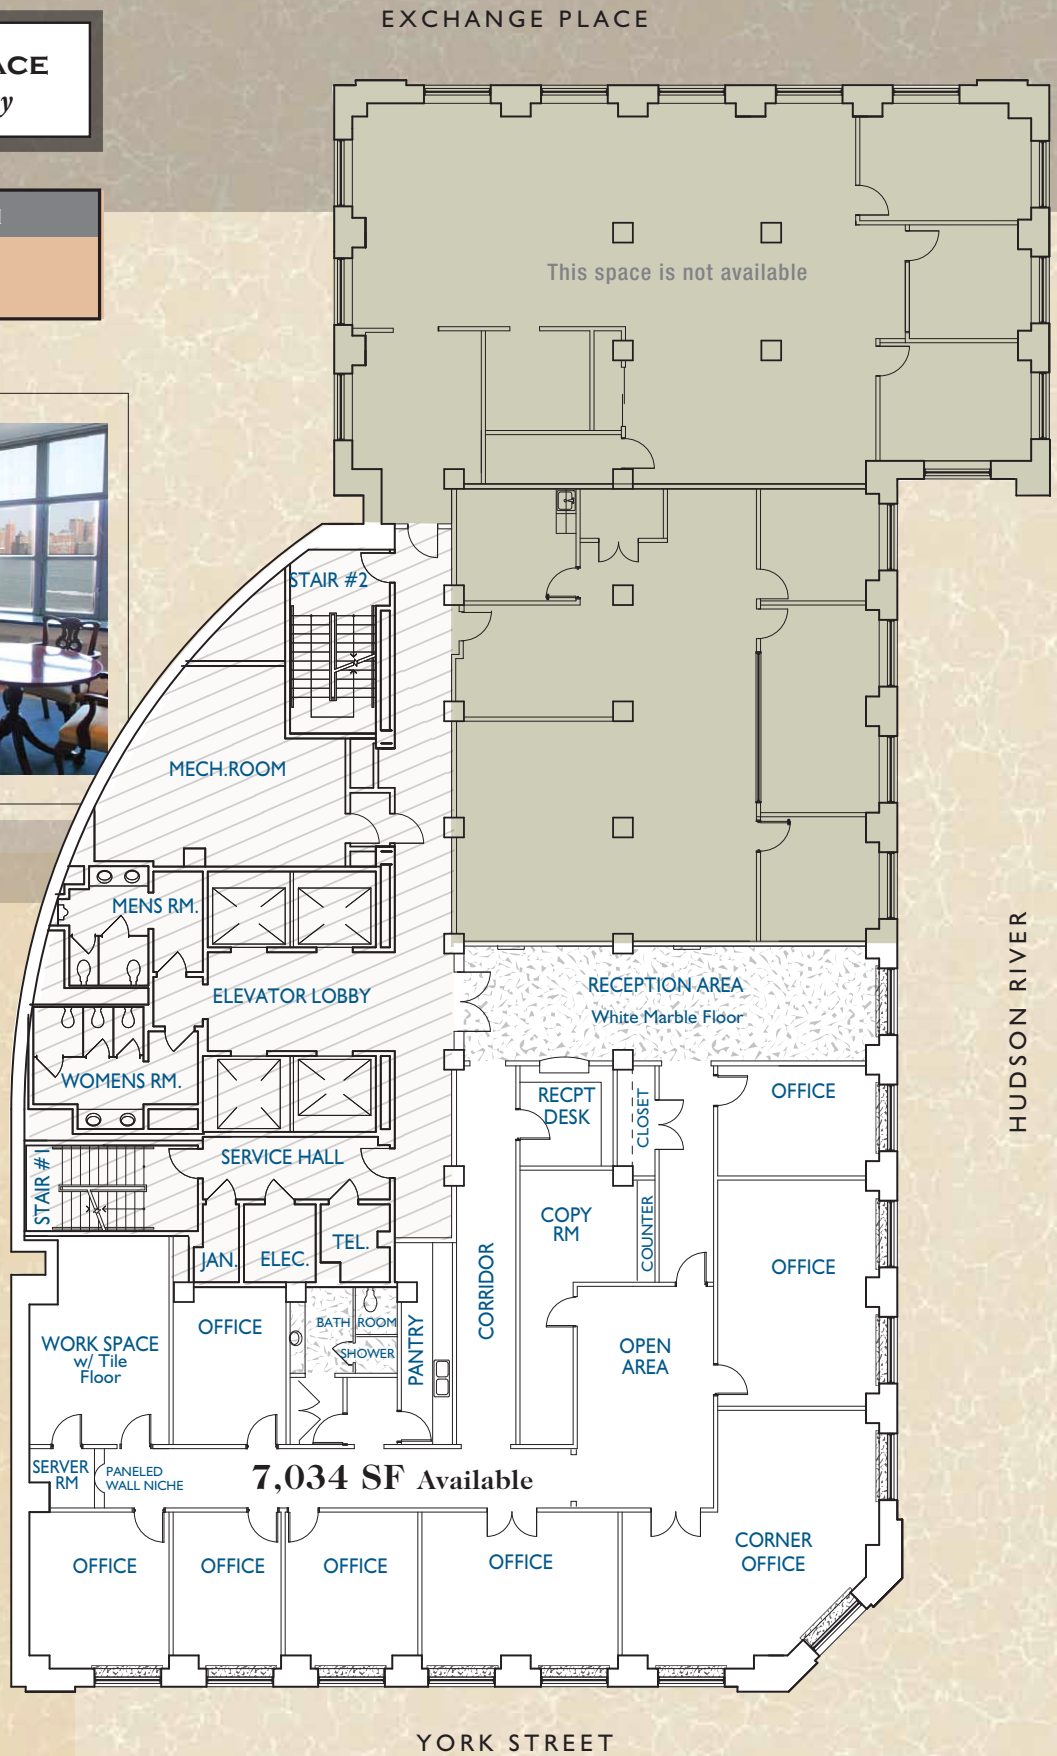 EXCHANGE PLACE
This space is not available
STAIR #2
MECH.ROOM
MENS RM.
ELEVATOR LOBBY
RECEPTION AREA
White Marble Floor
WOMENS RM.
RECPT
DESK
CLOSET
OFFICE
SERVICE HALL
STAIR #1
COPY
RM
COUNTER
JAN.
ELEC.
TEL.
CORRIDOR
OFFICE
WORK SPACE
w/ Tile
Floor
OFFICE
BATH ROOM
SHOWER
PANTRY
OPEN
AREA
SERVER
RM
PANELED
WALL NICHE
7,034 SF Available
OFFICE
OFFICE
OFFICE
OFFICE
CORNER
OFFICE
HUDSON RIVER
YORK STREET